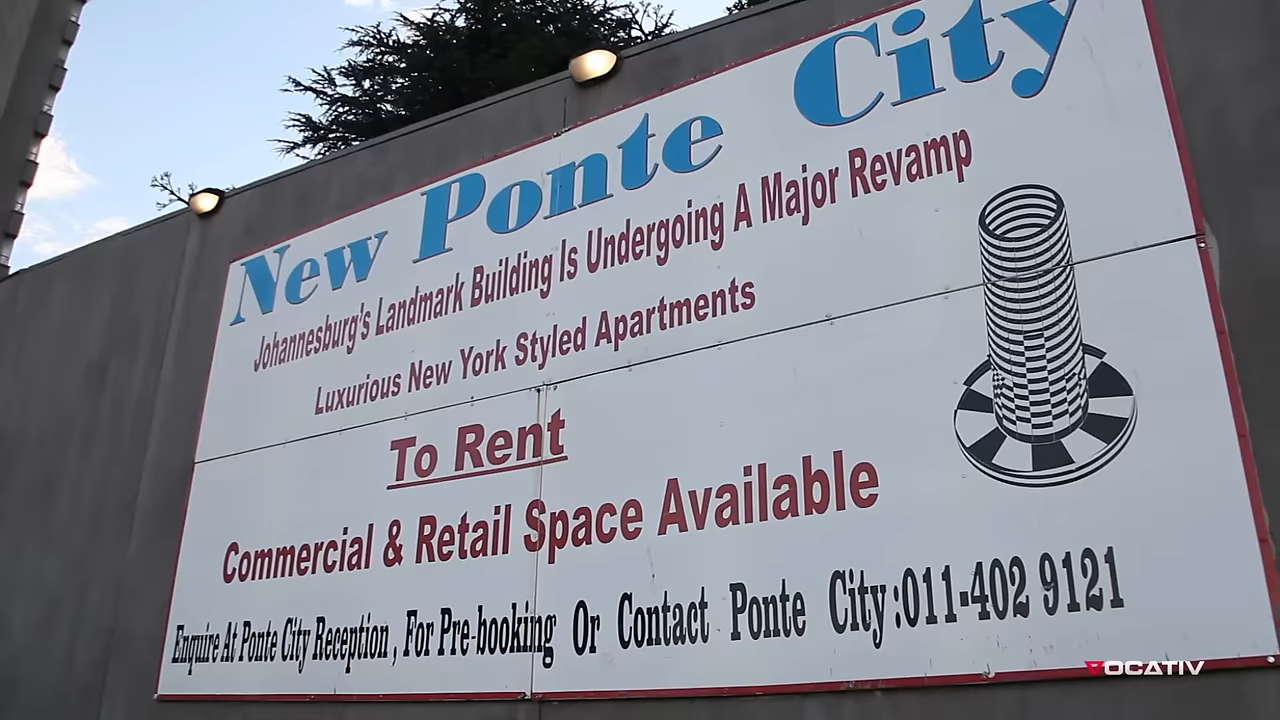 New Ponte City
Johannesburg's Landmark Building Is Undergoing A Major Revamp
Luxurious New York Styled Apartments
To Rent
Commercial & Retail Space Available
Enquire At Ponte City Reception, For Pre-booking Or Contact Ponte City:011-402 9121
VOCATIV